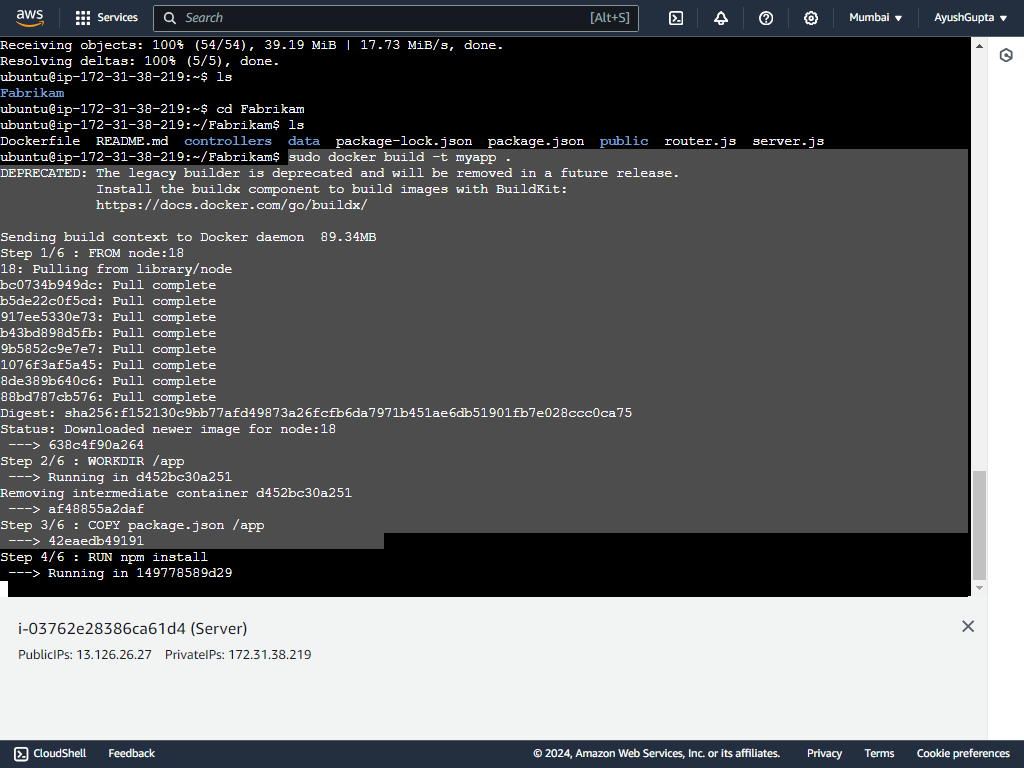 aws Services Search [Alt+S] Mumbai ▼ AyushGupta ▼
Receiving objects: 100% (54/54), 39.19 MiB | 17.73 MiB/s, done.
Resolving deltas: 100% (5/5), done.
ubuntu@ip-172-31-38-219:~$ ls
Fabrikam
ubuntu@ip-172-31-38-219:~$ cd Fabrikam
ubuntu@ip-172-31-38-219:~/Fabrikam$ ls
Dockerfile README.md controllers data package-lock.json package.json public router.js server.js
ubuntu@ip-172-31-38-219:~/Fabrikam$ sudo docker build -t myapp .
DEPRECATED: The legacy builder is deprecated and will be removed in a future release.
Install the buildx component to build images with BuildKit:
https://docs.docker.com/go/buildx/
Sending build context to Docker daemon 89.34MB
Step 1/6 : FROM node:18
18: Pulling from library/node
bc0734b949dc: Pull complete
b5de22c0f5cd: Pull complete
917ee5330e73: Pull complete
b43bd898d5fb: Pull complete
9b5852c9e7e7: Pull complete
1076f3af5a45: Pull complete
8de389b640c6: Pull complete
88bd787cb576: Pull complete
Digest: sha256:f152130c9bb77afd49873a26fcfb6da7971b451ae6db51901fb7e028ccc0ca75
Status: Downloaded newer image for node:18
---> 638c4f90a264
Step 2/6 : WORKDIR /app
---> Running in d452bc30a251
Removing intermediate container d452bc30a251
---> af48855a2daf
Step 3/6 : COPY package.json /app
---> 42eaedb49191
Step 4/6 : RUN npm install
---> Running in 149778589d29
i-03762e28386ca61d4 (Server)
PublicIPs: 13.126.26.27 PrivateIPs: 172.31.38.219
CloudShell Feedback © 2024, Amazon Web Services, Inc. or its affiliates. Privacy Terms Cookie preferences